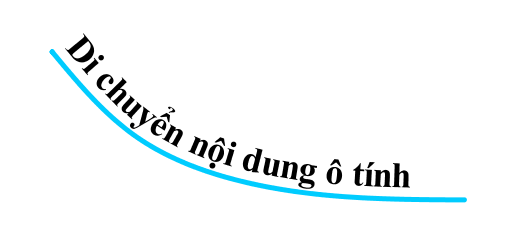 Di chuyển nội dung ô tính